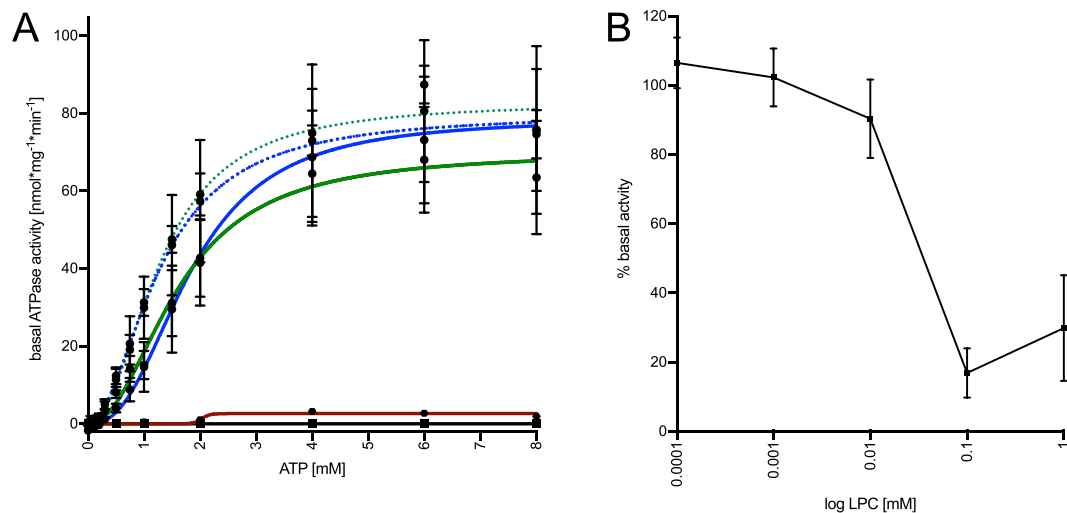 A
basal ATPase activity [nmol*mg⁻¹*min⁻¹]
100
80
60
40
20
0
0 1 2 3 4 5 6 7 8
ATP [mM]
B
% basal actvity
120
100
80
60
40
20
0
0.0001 0.001 0.01 0.1 1
log LPC [mM]